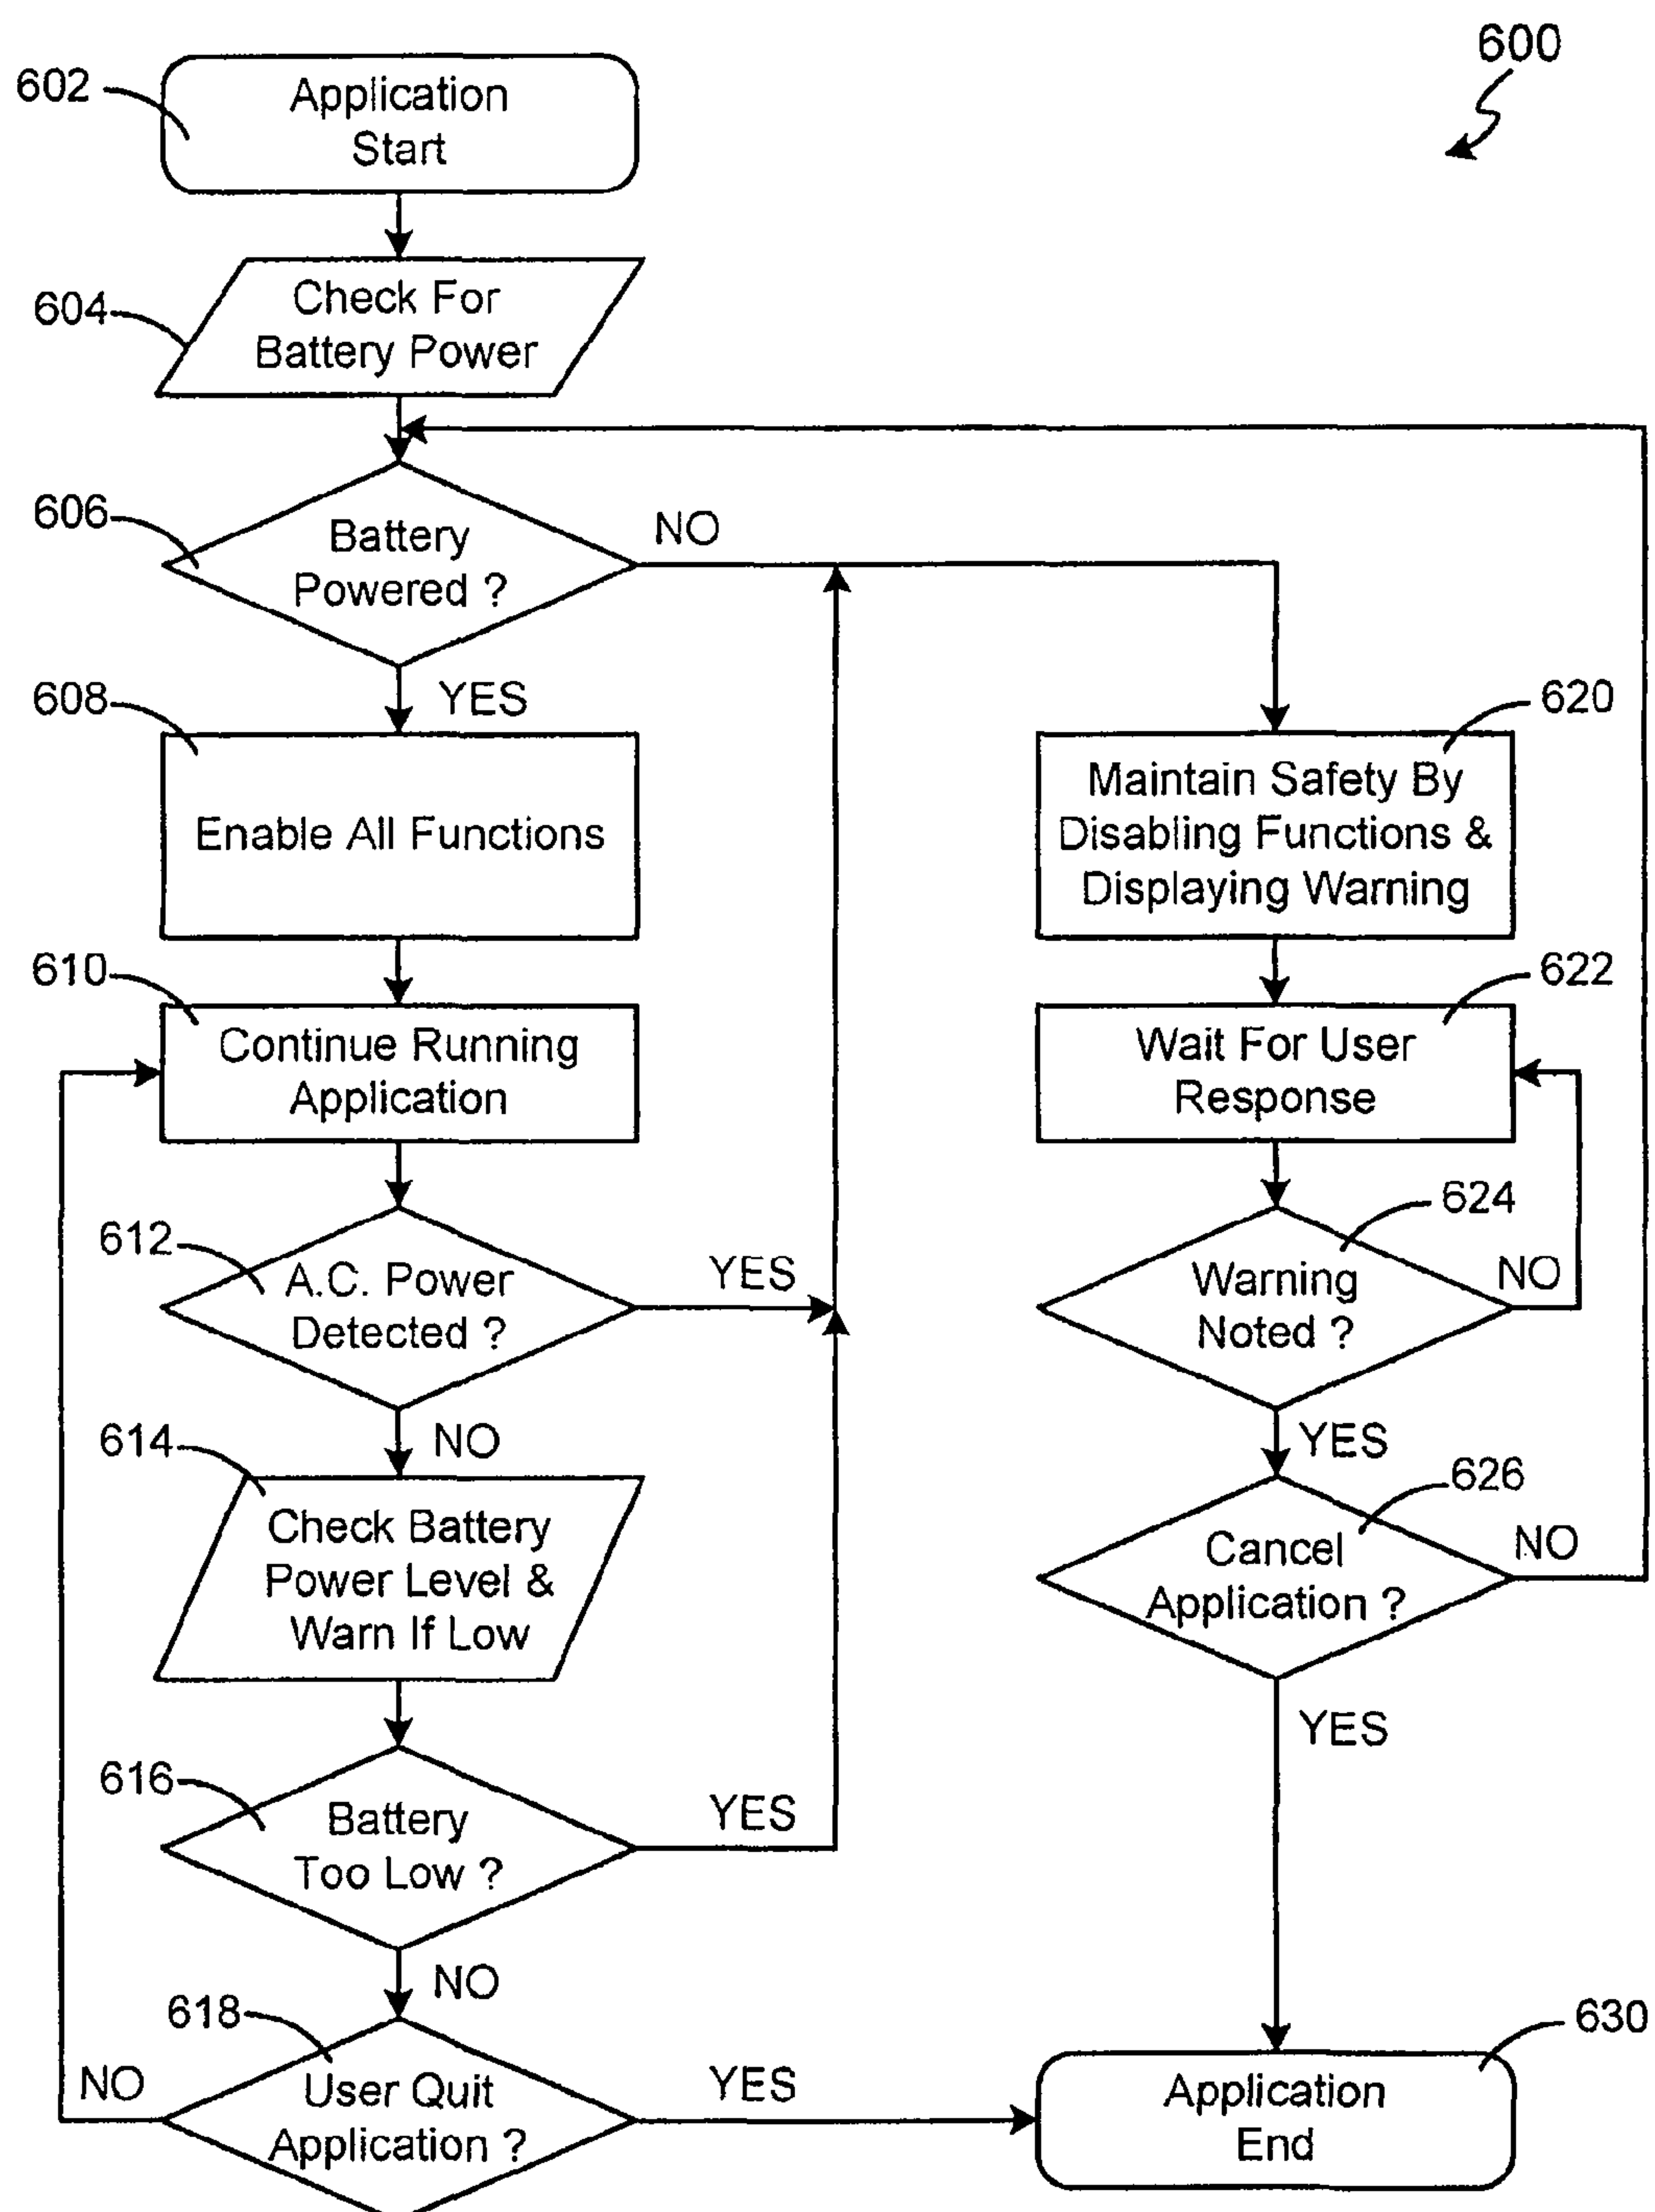 600
602
Application
Start
604
Check For
Battery Power
606
Battery
Powered ?
NO
YES
608
Enable All Functions
610
Continue Running
Application
612
A.C. Power
Detected ?
YES
NO
614
Check Battery
Power Level &
Warn If Low
616
Battery
Too Low ?
YES
NO
618
User Quit
Application ?
NO
YES
620
Maintain Safety By
Disabling Functions &
Displaying Warning
622
Wait For User
Response
624
Warning
Noted ?
NO
YES
626
Cancel
Application ?
NO
YES
630
Application
End